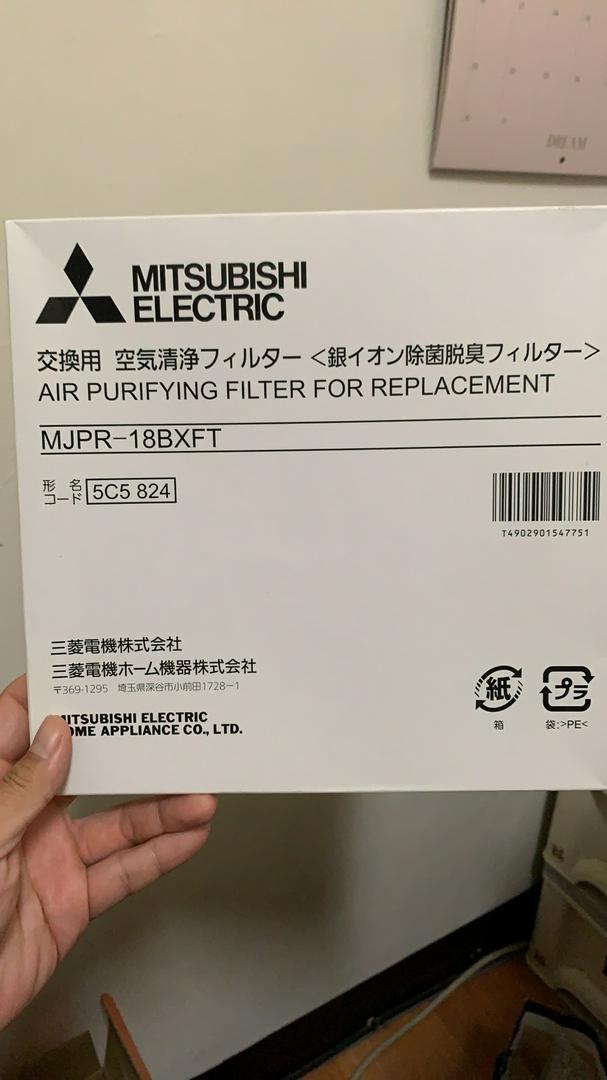 DREAM
MITSUBISHI
ELECTRIC
交換用 空気清浄フィルター <銀イオン除菌脱臭フィルター>
AIR PURIFYING FILTER FOR REPLACEMENT
MJPR-18BXFT
形名コード 5C5 824
T4902901547751
三菱電機株式会社
三菱電機ホーム機器株式会社
〒369-1295 埼玉県深谷市小前田1728-1
MITSUBISHI ELECTRIC
HOME APPLIANCE CO., LTD.
紙 プラ
箱 袋:>PE<